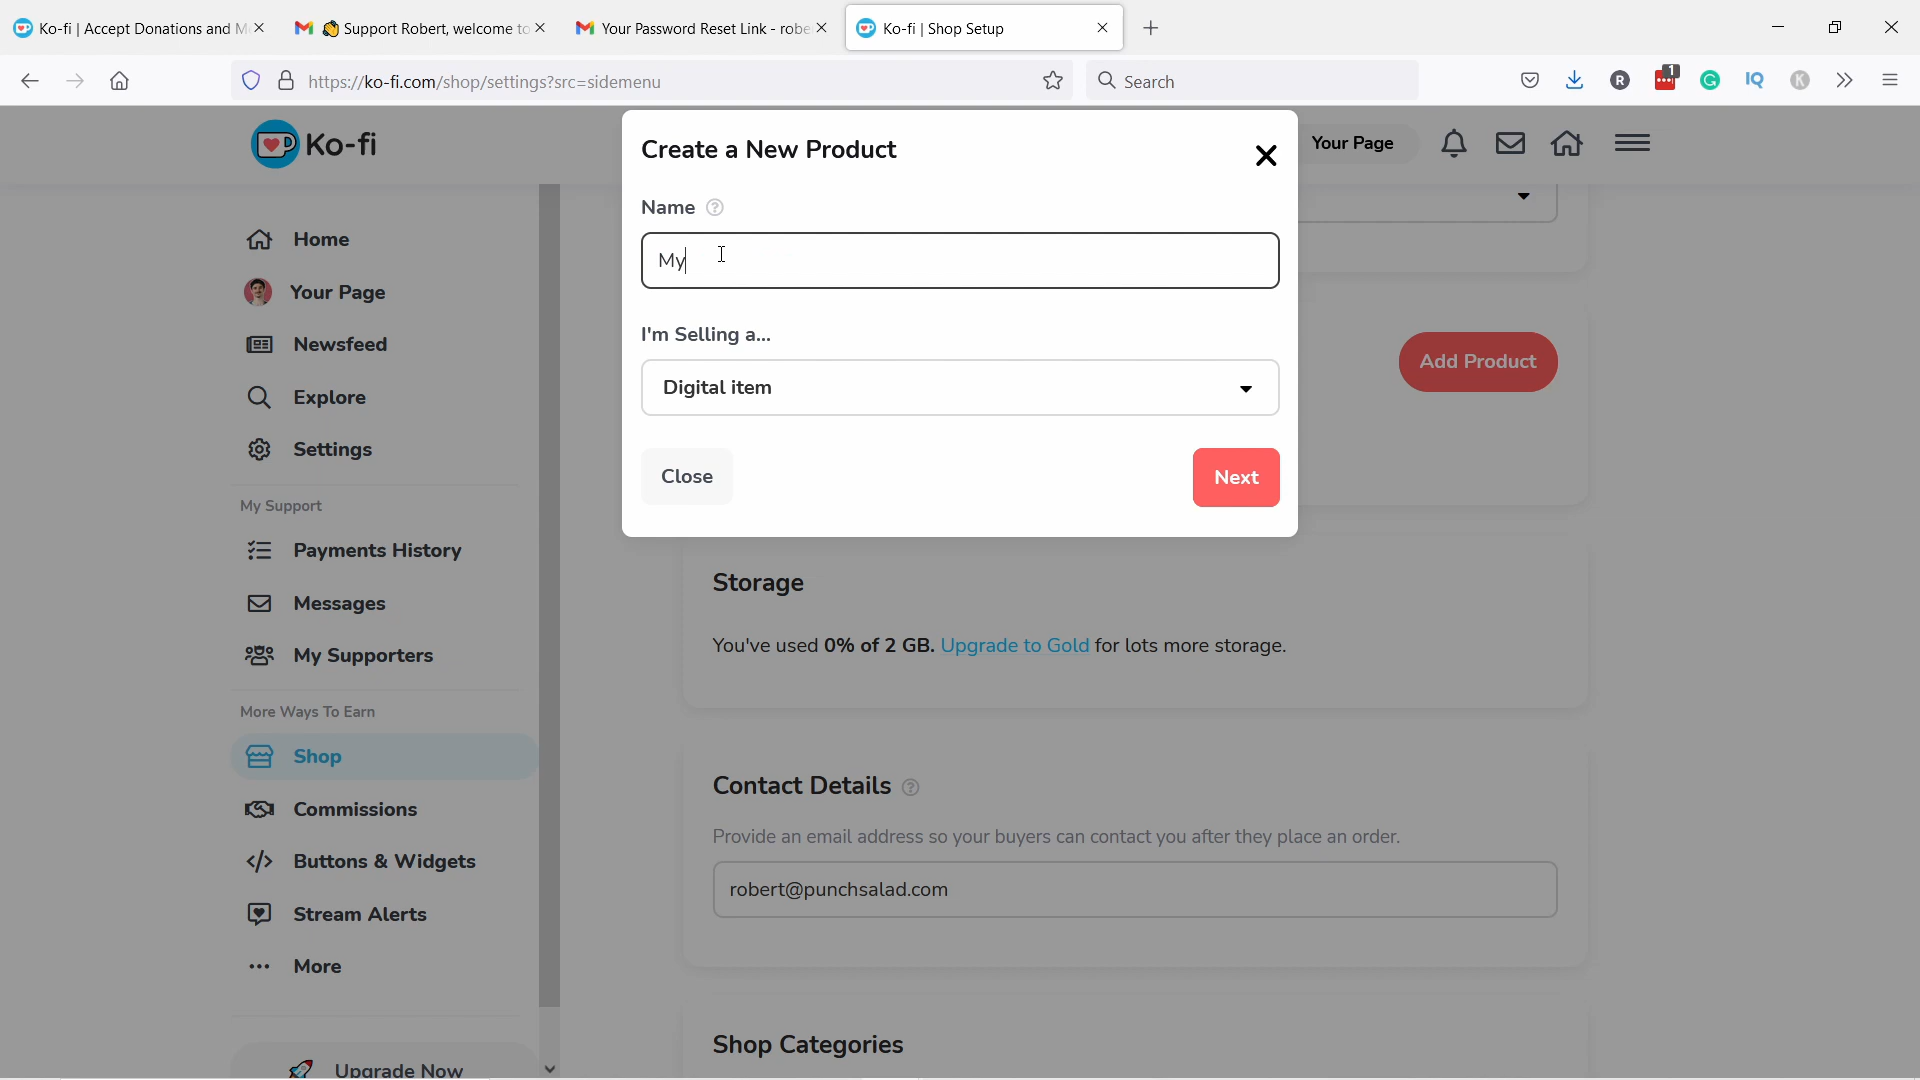 Ko-fi | Accept Donations and M
👋 Support Robert, welcome to
Your Password Reset Link - robe
Ko-fi | Shop Setup
https://ko-fi.com/shop/settings?src=sidemenu
Search
1
R
IQ
K
Ko-fi
Your Page
Create a New Product
Name ?
My
I'm Selling a...
Digital item
Close
Next
Home
Your Page
Newsfeed
Explore
Settings
My Support
Payments History
Messages
My Supporters
More Ways To Earn
Shop
Commissions
Buttons & Widgets
Stream Alerts
More
Upgrade Now
Add Product
Storage
You've used 0% of 2 GB. Upgrade to Gold for lots more storage.
Contact Details ?
Provide an email address so your buyers can contact you after they place an order.
robert@punchsalad.com
Shop Categories